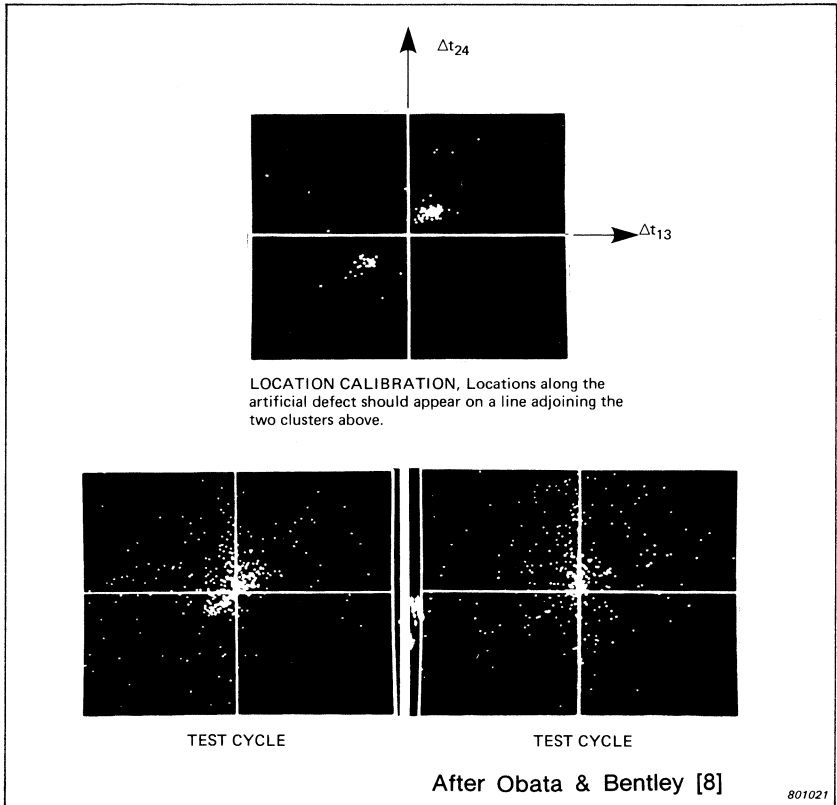 Δt24
Δt13
LOCATION CALIBRATION, Locations along the
artificial defect should appear on a line adjoining the
two clusters above.
TEST CYCLE
TEST CYCLE
After Obata & Bentley [8]
801021